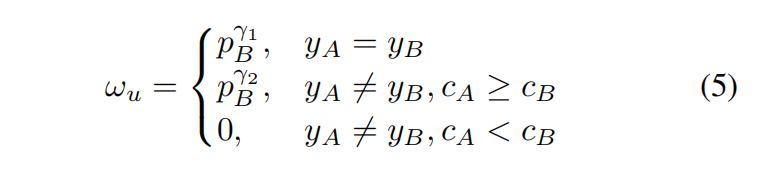 ω_u = { p_B^{γ_1}, y_A = y_B
p_B^{γ_2}, y_A ≠ y_B, c_A ≥ c_B (5)
0, y_A ≠ y_B, c_A < c_B